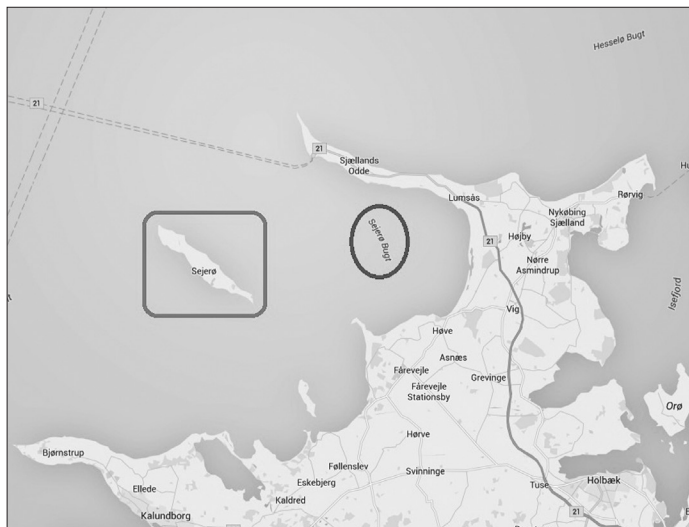 Hesselø Bugt
21
21
Sjællands
Odde
Lumsås
Rørvig
Nykøbing
Sjælland
Sejerø Bugt
Højby
21
Nørre
Asmindrup
Sejerø
Isefjord
Vig
Høve
Asnæs
Fårevejle
Grevinge
Fårevejle
Stationsby
Orø
Hørve
Bjørnstrup
Føllenslev
Svinninge
Eskebjerg
Holbæk
Tuse
Ellede
Kaldred
Kalundborg
21